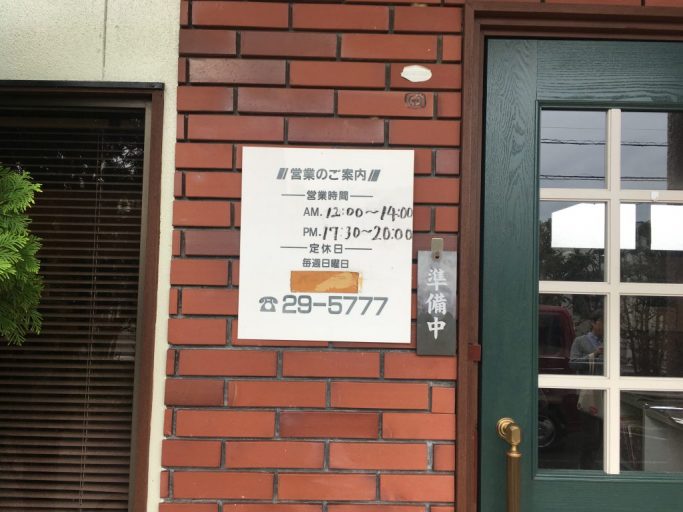 営業のご案内
営業時間
AM. 12:00～14:00
PM. 17:30～20:00
定休日
毎週日曜日
☎29-5777
準備中